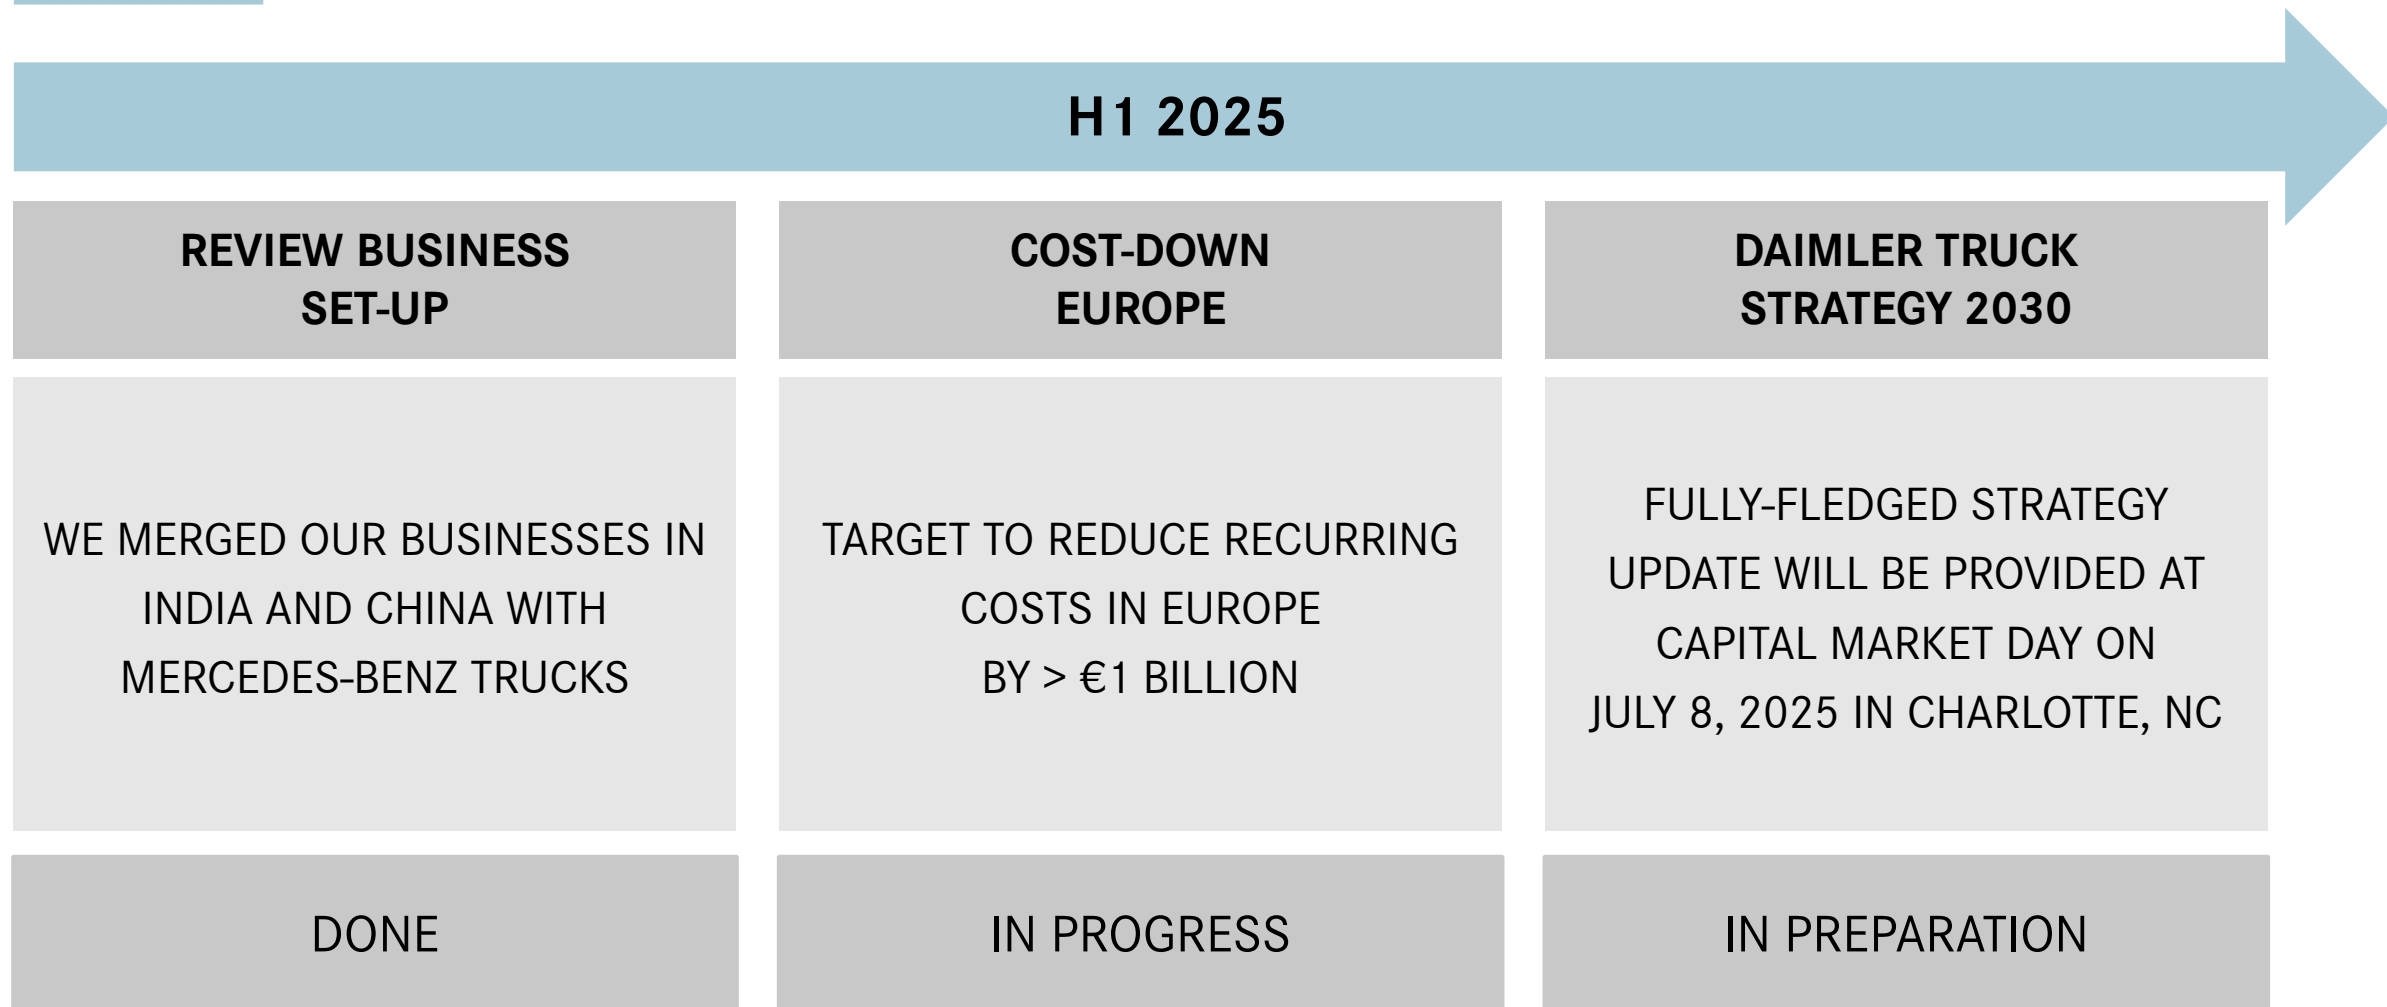 H1 2025
REVIEW BUSINESS
SET-UP
WE MERGED OUR BUSINESSES IN
INDIA AND CHINA WITH
MERCEDES-BENZ TRUCKS
DONE
COST-DOWN
EUROPE
TARGET TO REDUCE RECURRING
COSTS IN EUROPE
BY > €1 BILLION
IN PROGRESS
DAIMLER TRUCK
STRATEGY 2030
FULLY-FLEDGED STRATEGY
UPDATE WILL BE PROVIDED AT
CAPITAL MARKET DAY ON
JULY 8, 2025 IN CHARLOTTE, NC
IN PREPARATION